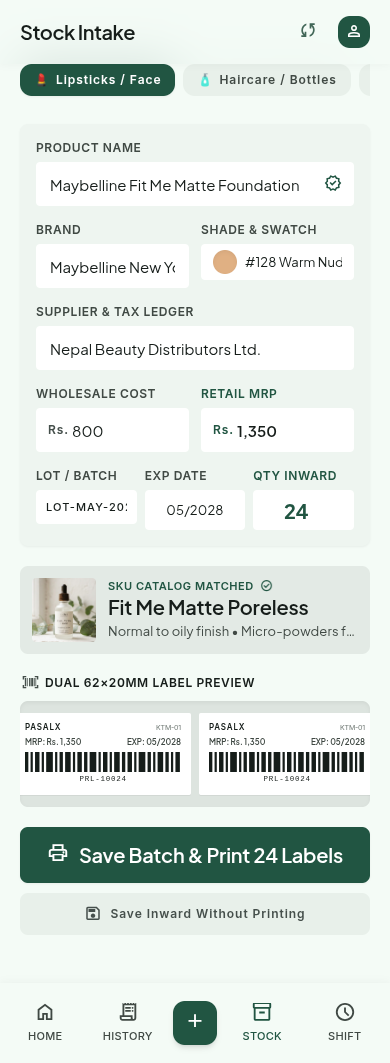 Stock Intake
Lipsticks / Face
Haircare / Bottles
PRODUCT NAME
Maybelline Fit Me Matte Foundation
BRAND
SHADE & SWATCH
Maybelline New Yo
#128 Warm Nud
SUPPLIER & TAX LEDGER
Nepal Beauty Distributors Ltd.
WHOLESALE COST
RETAIL MRP
Rs. 800
Rs. 1,350
LOT / BATCH
EXP DATE
QTY INWARD
LOT-MAY-202
05/2028
24
SKU CATALOG MATCHED
Fit Me Matte Poreless
Normal to oily finish • Micro-powders f…
DUAL 62×20MM LABEL PREVIEW
PASALX KTM-01
MRP: Rs. 1,350 EXP: 05/2028
PRL-10024
PASALX KTM-01
MRP: Rs. 1,350 EXP: 05/2028
PRL-10024
Save Batch & Print 24 Labels
Save Inward Without Printing
HOME
HISTORY
STOCK
SHIFT